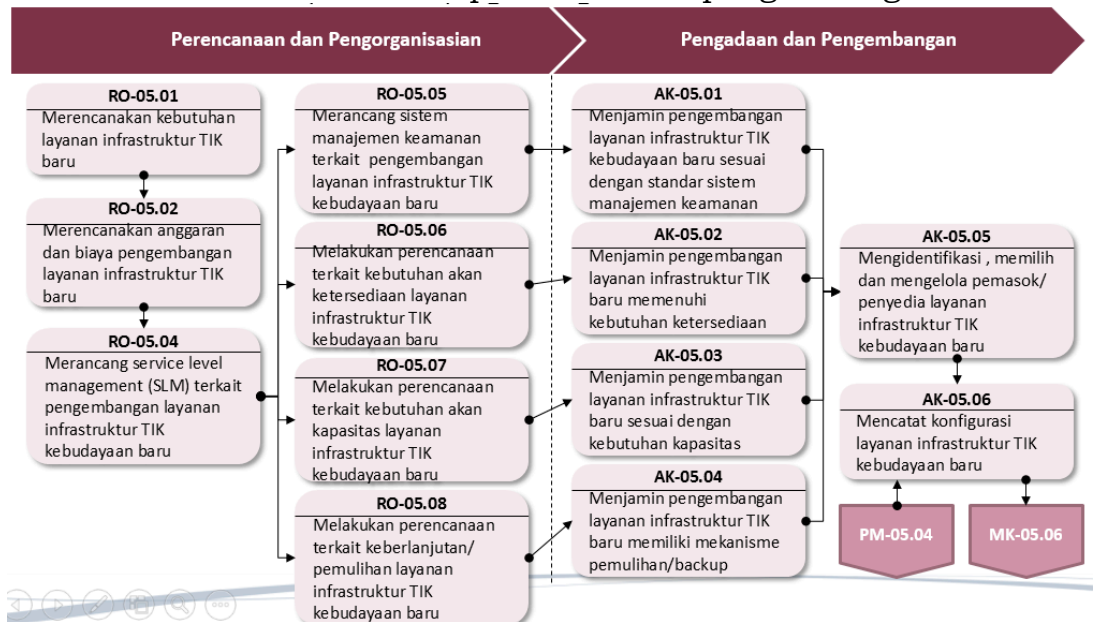 Perencanaan dan Pengorganisasian
Pengadaan dan Pengembangan
RO-05.01
Merencanakan kebutuhan
layanan infrastruktur TIK
baru
RO-05.02
Merencanakan anggaran
dan biaya pengembangan
layanan infrastruktur TIK
baru
RO-05.04
Merancang service level
management (SLM) terkait
pengembangan layanan
infrastruktur TIK
kebudayaan baru
RO-05.05
Merancang sistem
manajemen keamanan
terkait pengembangan
layanan infrastruktur TIK
kebudayaan baru
RO-05.06
Melakukan perencanaan
terkait kebutuhan akan
ketersediaan layanan
infrastruktur TIK
kebudayaan baru
RO-05.07
Melakukan perencanaan
terkait kebutuhan akan
kapasitas layanan
infrastruktur TIK
kebudayaan baru
RO-05.08
Melakukan perencanaan
terkait keberlanjutan/
pemulihan layanan
infrastruktur TIK
kebudayaan baru
AK-05.01
Menjamin pengembangan
layanan infrastruktur TIK
kebudayaan baru sesuai
dengan standar sistem
manajemen keamanan
AK-05.02
Menjamin pengembangan
layanan infrastruktur TIK
baru memenuhi
kebutuhan ketersediaan
AK-05.03
Menjamin pengembangan
layanan infrastruktur TIK
baru sesuai dengan
kebutuhan kapasitas
AK-05.04
Menjamin pengembangan
layanan infrastruktur TIK
baru memiliki mekanisme
pemulihan/backup
AK-05.05
Mengidentifikasi , memilih
dan mengelola pemasok/
penyedia layanan
infrastruktur TIK
kebudayaan baru
AK-05.06
Mencatat konfigurasi
layanan infrastruktur TIK
kebudayaan baru
PM-05.04
MK-05.06